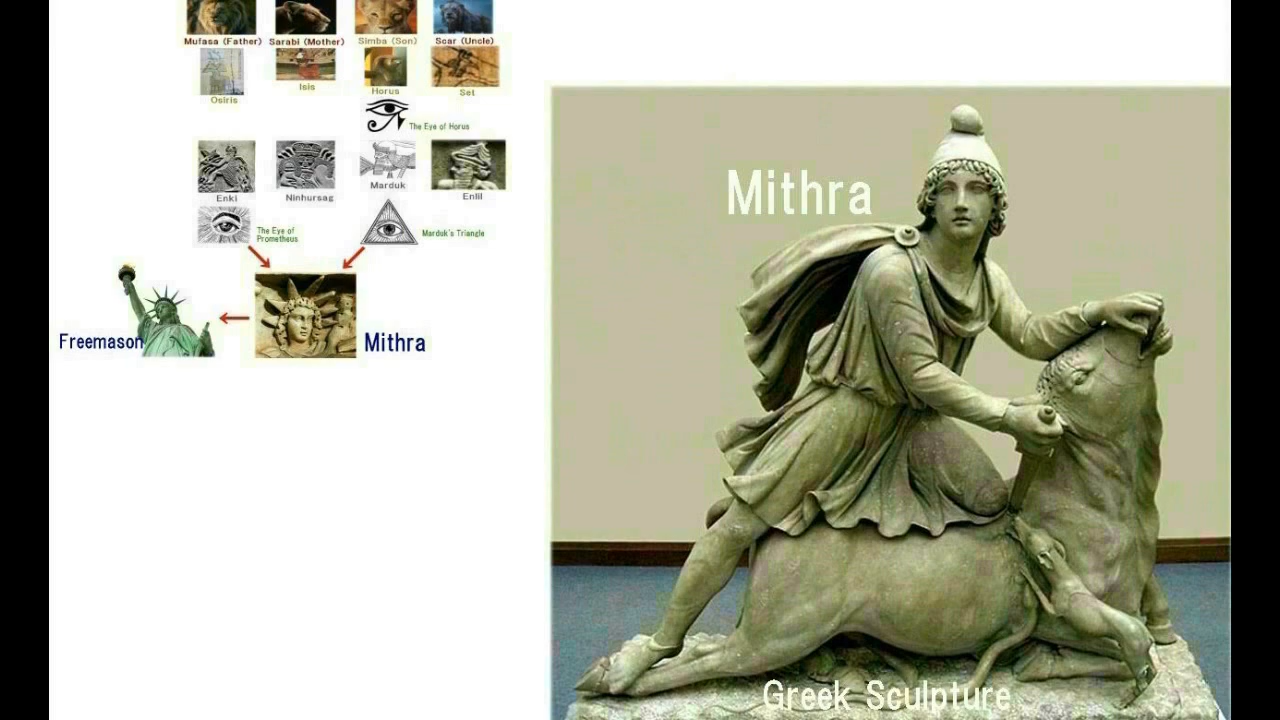 Mufasa (Father) Sarabi (Mother) Simba (Son) Scar (Uncle)
Osiris Isis Horus Set
The Eye of Horus
Enki Ninhursag Marduk Enlil
The Eye of
Prometheus
Marduk's Triangle
Freemason
Mithra
Mithra
Greek Sculpture